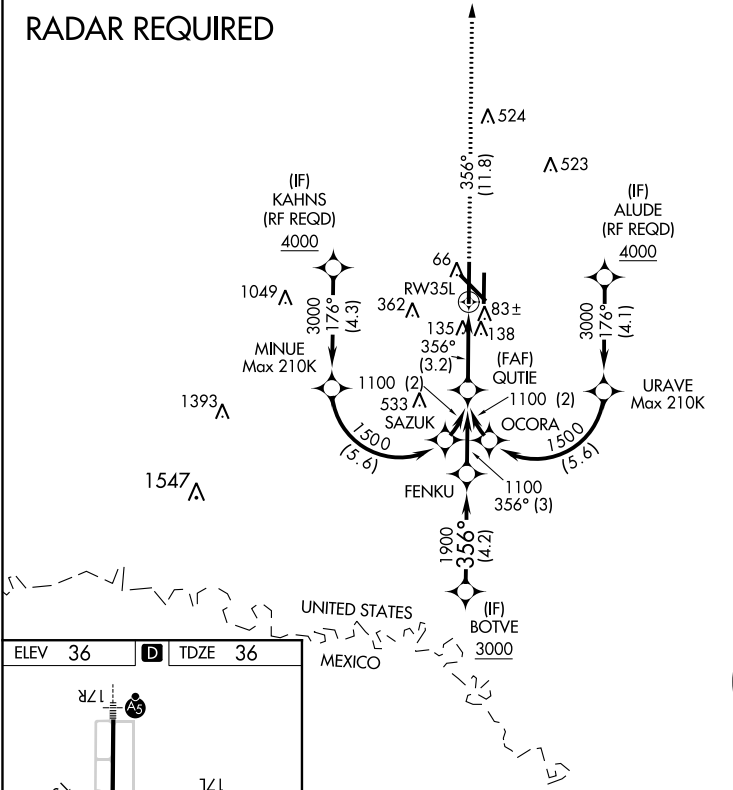 RADAR REQUIRED
524
523
356°
(11.8)
(IF)
KAHNS
(RF REQD)
4000
(IF)
ALUDE
(RF REQD)
4000
66
RW35L
1049
362
83±
135
138
3000
176°
(4.3)
3000
176°
(4.1)
356°
(3.2)
MINUE
Max 210K
(FAF)
QUTIE
URAVE
Max 210K
1100 (2)
1100 (2)
533
1393
SAZUK
OCORA
1500
(5.6)
1500
(5.6)
1547
FENKU
1100
356° (3)
1900
356°
(4.2)
UNITED STATES
MEXICO
(IF)
BOTVE
3000
ELEV 36 D TDZE 36
17R
A5
17L